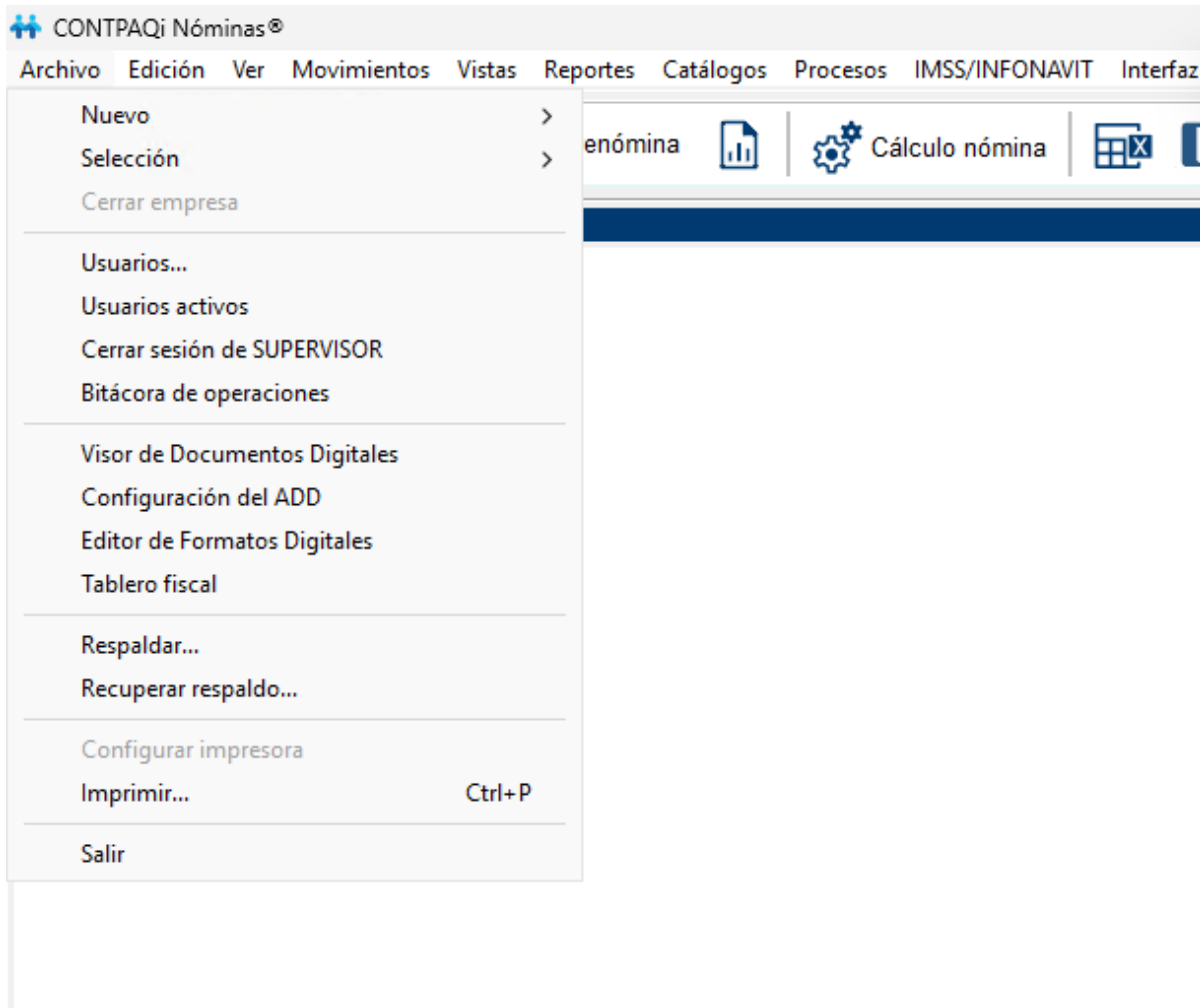 CONTPAQi Nóminas®
Archivo Edición Ver Movimientos Vistas Reportes Catálogos Procesos IMSS/INFONAVIT Interfaz
enómina Cálculo nómina
Nuevo
Selección
Cerrar empresa
Usuarios...
Usuarios activos
Cerrar sesión de SUPERVISOR
Bitácora de operaciones
Visor de Documentos Digitales
Configuración del ADD
Editor de Formatos Digitales
Tablero fiscal
Respaldar...
Recuperar respaldo...
Configurar impresora
Imprimir... Ctrl+P
Salir